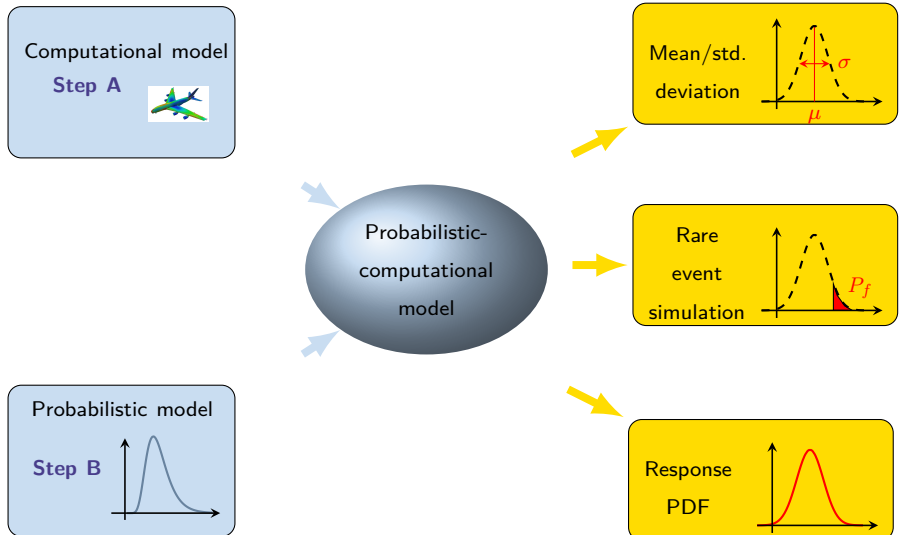 Computational model
Step A
Probabilistic model
Step B
Probabilistic-
computational
model
Mean/std.
deviation
σ
μ
Rare
event
simulation
P_f
Response
PDF